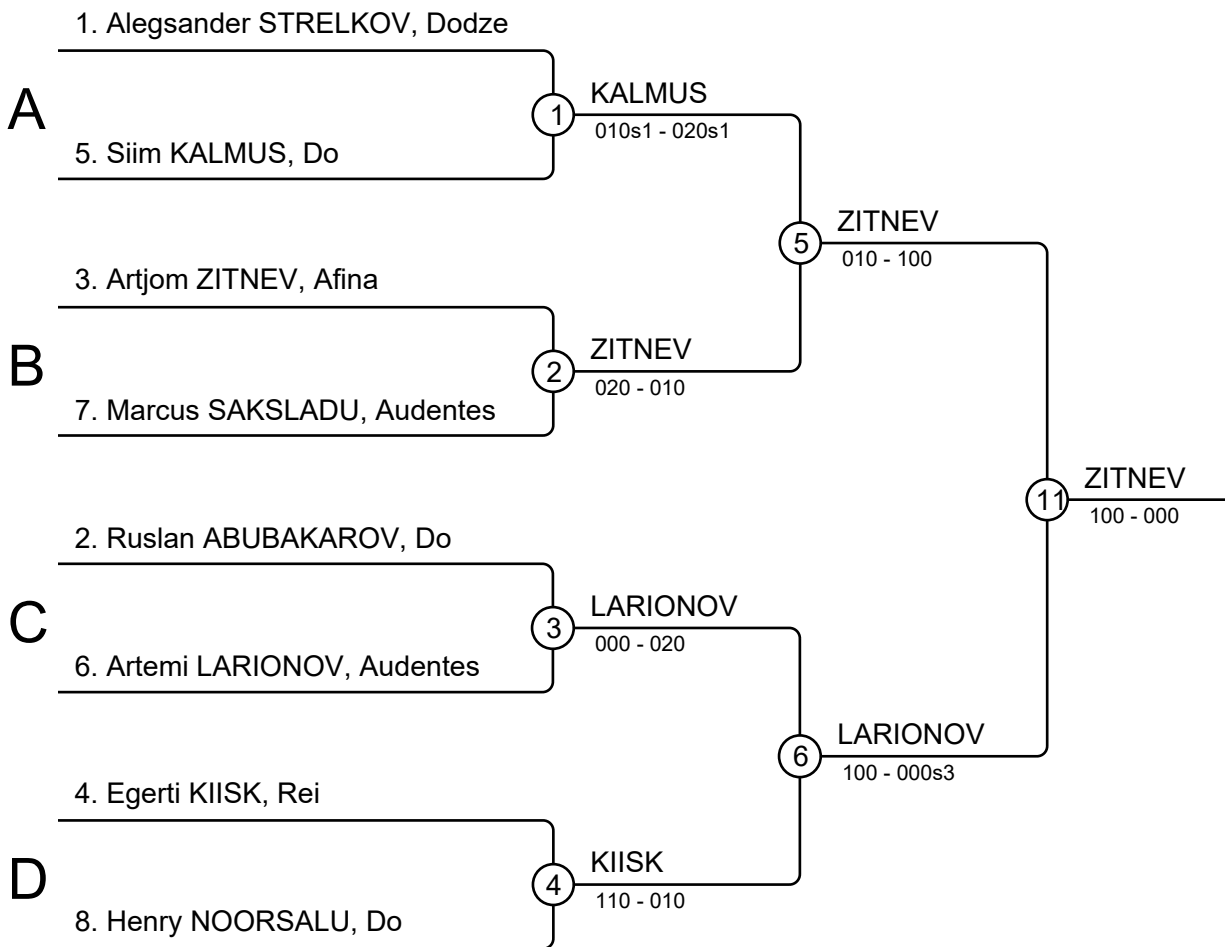 1. Alegsander STRELKOV, Dodze
A
1
KALMUS
010s1 - 020s1
5. Siim KALMUS, Do
5
ZITNEV
010 - 100
3. Artjom ZITNEV, Afina
B
2
ZITNEV
020 - 010
7. Marcus SAKSLADU, Audentes
11
ZITNEV
100 - 000
2. Ruslan ABUBAKAROV, Do
C
3
LARIONOV
000 - 020
6. Artemi LARIONOV, Audentes
6
LARIONOV
100 - 000s3
4. Egerti KIISK, Rei
D
4
KIISK
110 - 010
8. Henry NOORSALU, Do